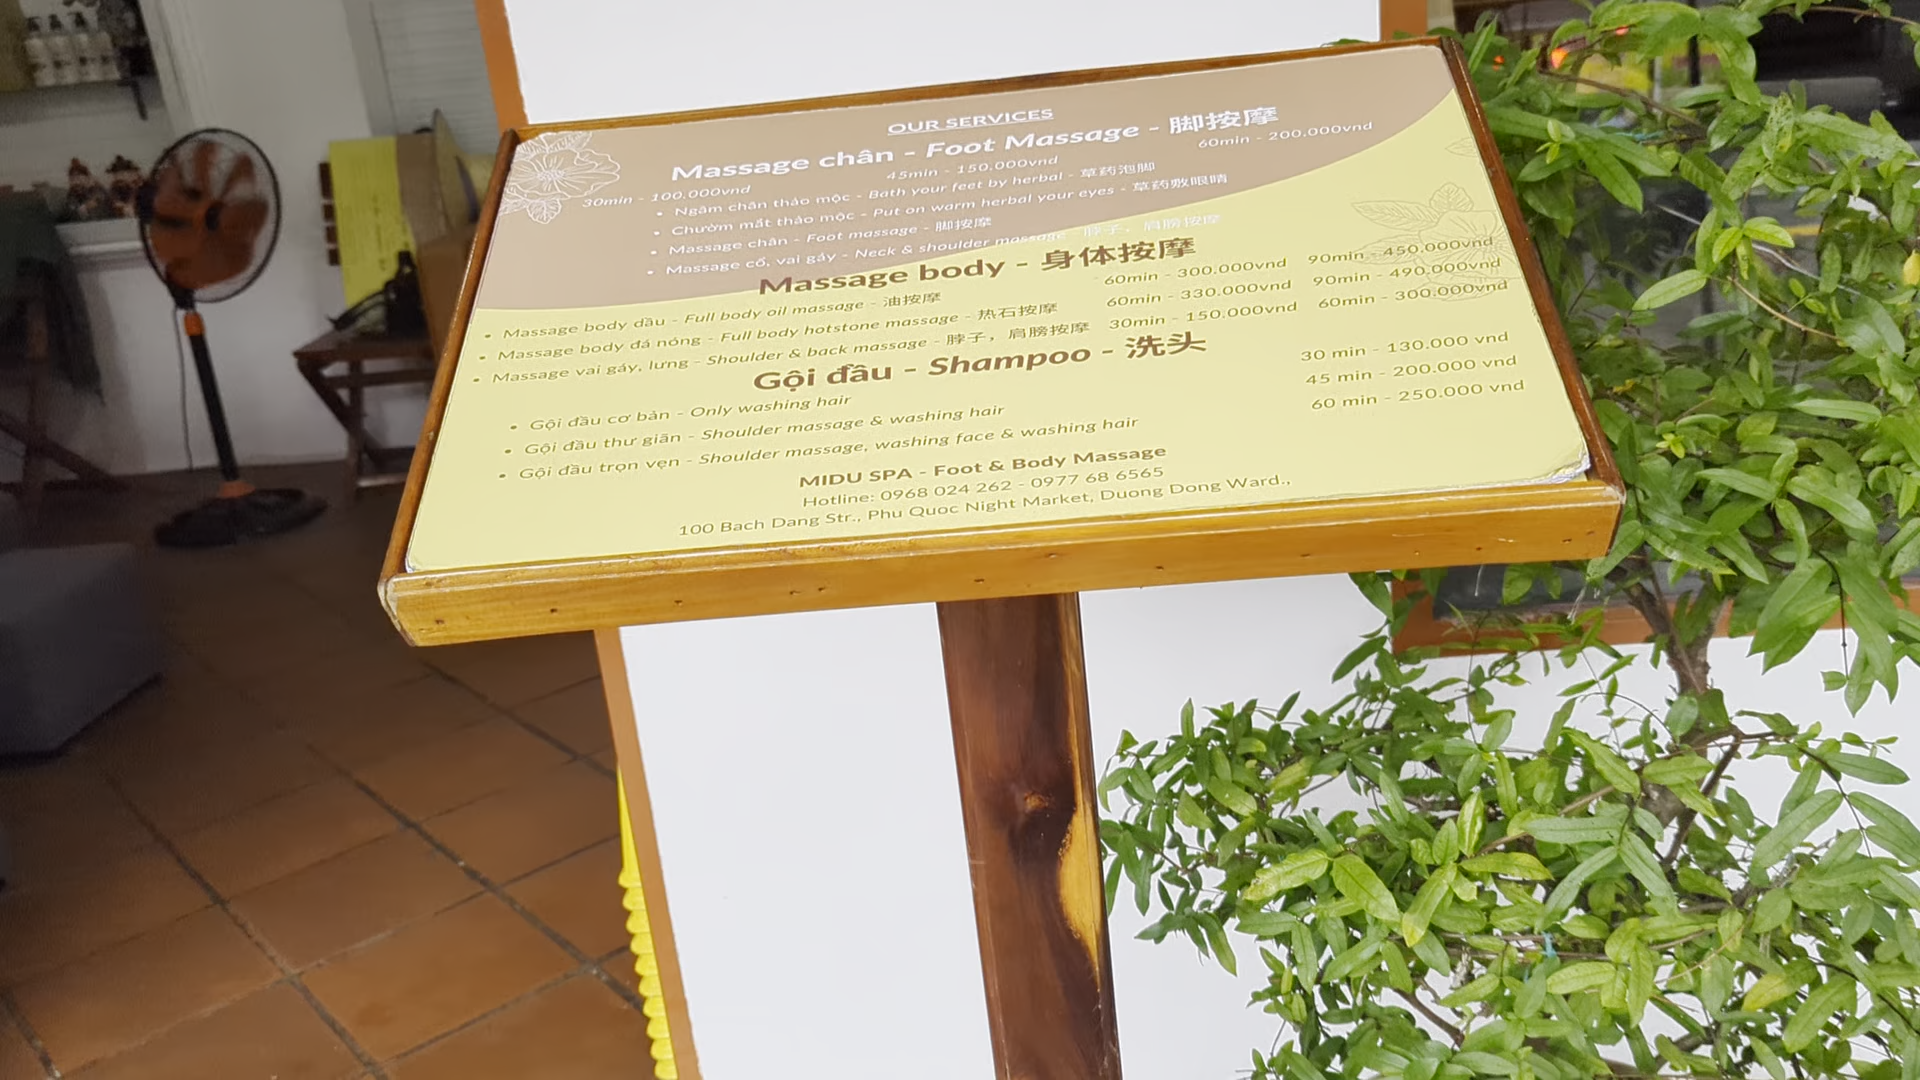 OUR SERVICES
Massage chân - Foot Massage - 脚按摩
30min - 100.000vnd 45min - 150.000vnd 60min - 200.000vnd
• Ngâm chân thảo mộc - Bath your feet by herbal - 草药泡脚
• Chườm mắt thảo mộc - Put on warm herbal your eyes - 草药敷眼睛
• Massage chân - Foot massage - 脚按摩
• Massage cổ, vai gáy - Neck & shoulder massage - 脖子，肩膀按摩
Massage body - 身体按摩
• Massage body dầu - Full body oil massage - 油按摩 60min - 300.000vnd 90min - 450.000vnd
• Massage body đá nóng - Full body hotstone massage - 热石按摩 60min - 330.000vnd 90min - 490.000vnd
• Massage vai gáy, lưng - Shoulder & back massage - 脖子，肩膀按摩 30min - 150.000vnd 60min - 300.000vnd
Gội đầu - Shampoo - 洗头
• Gội đầu cơ bản - Only washing hair 30 min - 130.000 vnd
• Gội đầu thư giãn - Shoulder massage & washing hair 45 min - 200.000 vnd
• Gội đầu trọn vẹn - Shoulder massage, washing face & washing hair 60 min - 250.000 vnd
MIDU SPA - Foot & Body Massage
Hotline: 0968 024 262 - 0977 68 6565
100 Bach Dang Str., Phu Quoc Night Market, Duong Dong Ward.,